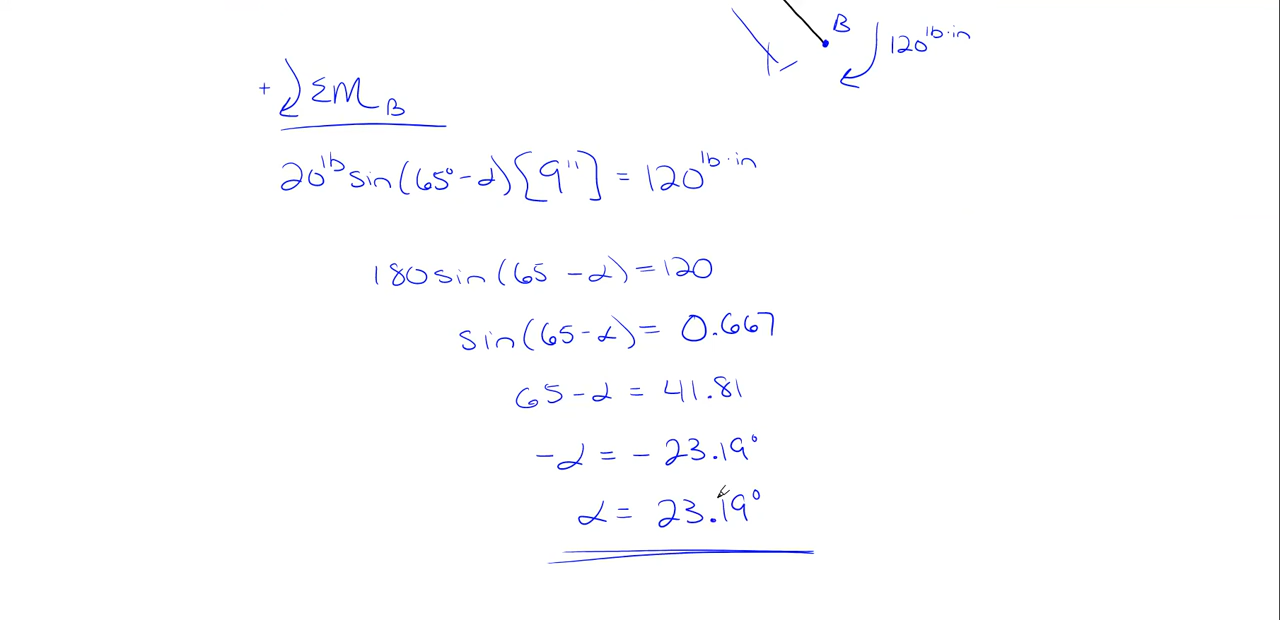 B
120 lb·in
+ ΣM_B
20 lb sin(65° - α)[9"] = 120 lb·in
180 sin(65 - α) = 120
sin(65 - α) = 0.667
65 - α = 41.81
-α = - 23.19°
α = 23.19°